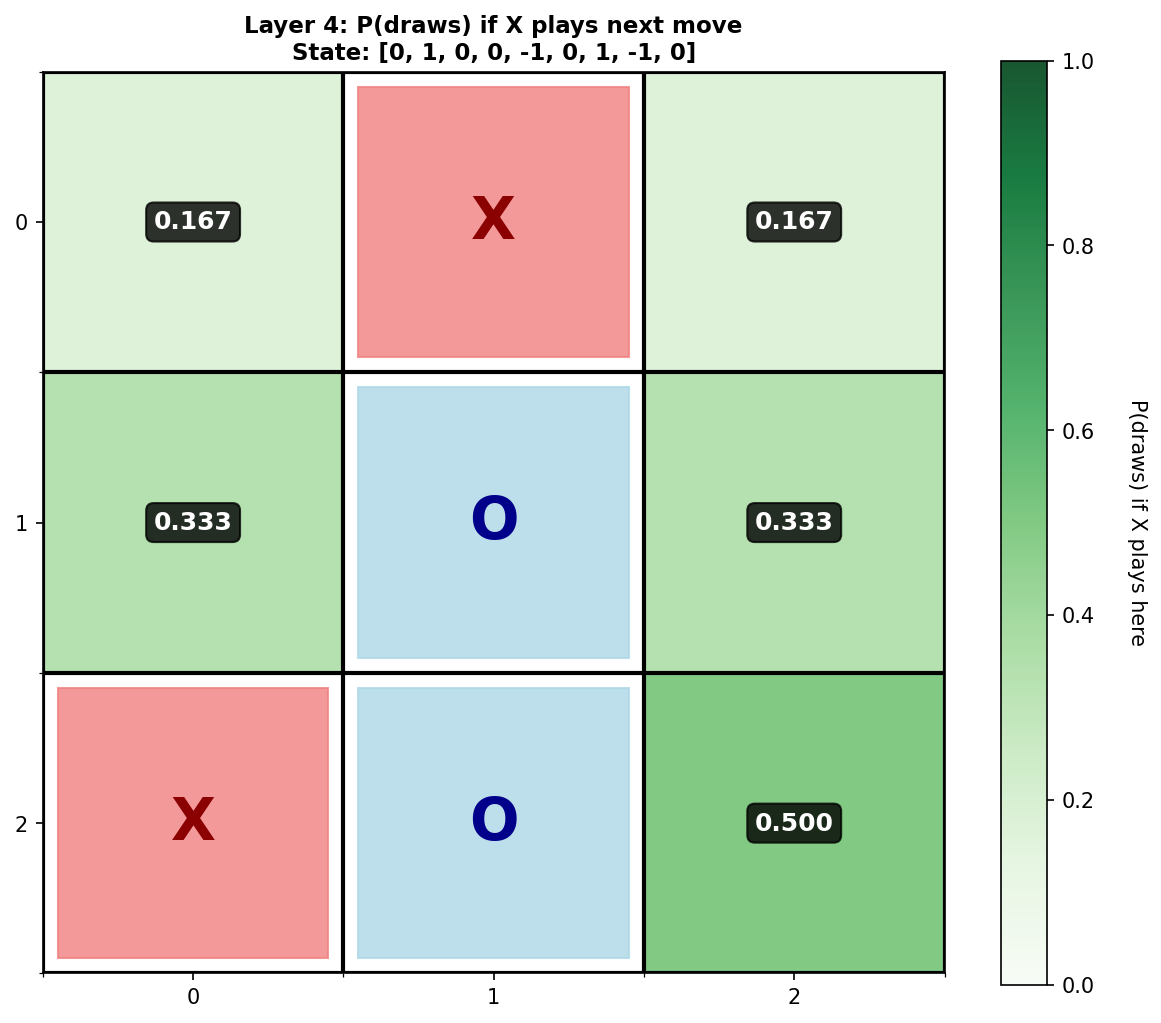 Layer 4: P(draws) if X plays next move
State: [0, 1, 0, 0, -1, 0, 1, -1, 0]
0.167
X
0.167
0.333
O
0.333
X
O
0.500
0
1
2
0
1
2
1.0
0.8
0.6
0.4
0.2
0.0
P(draws) if X plays here